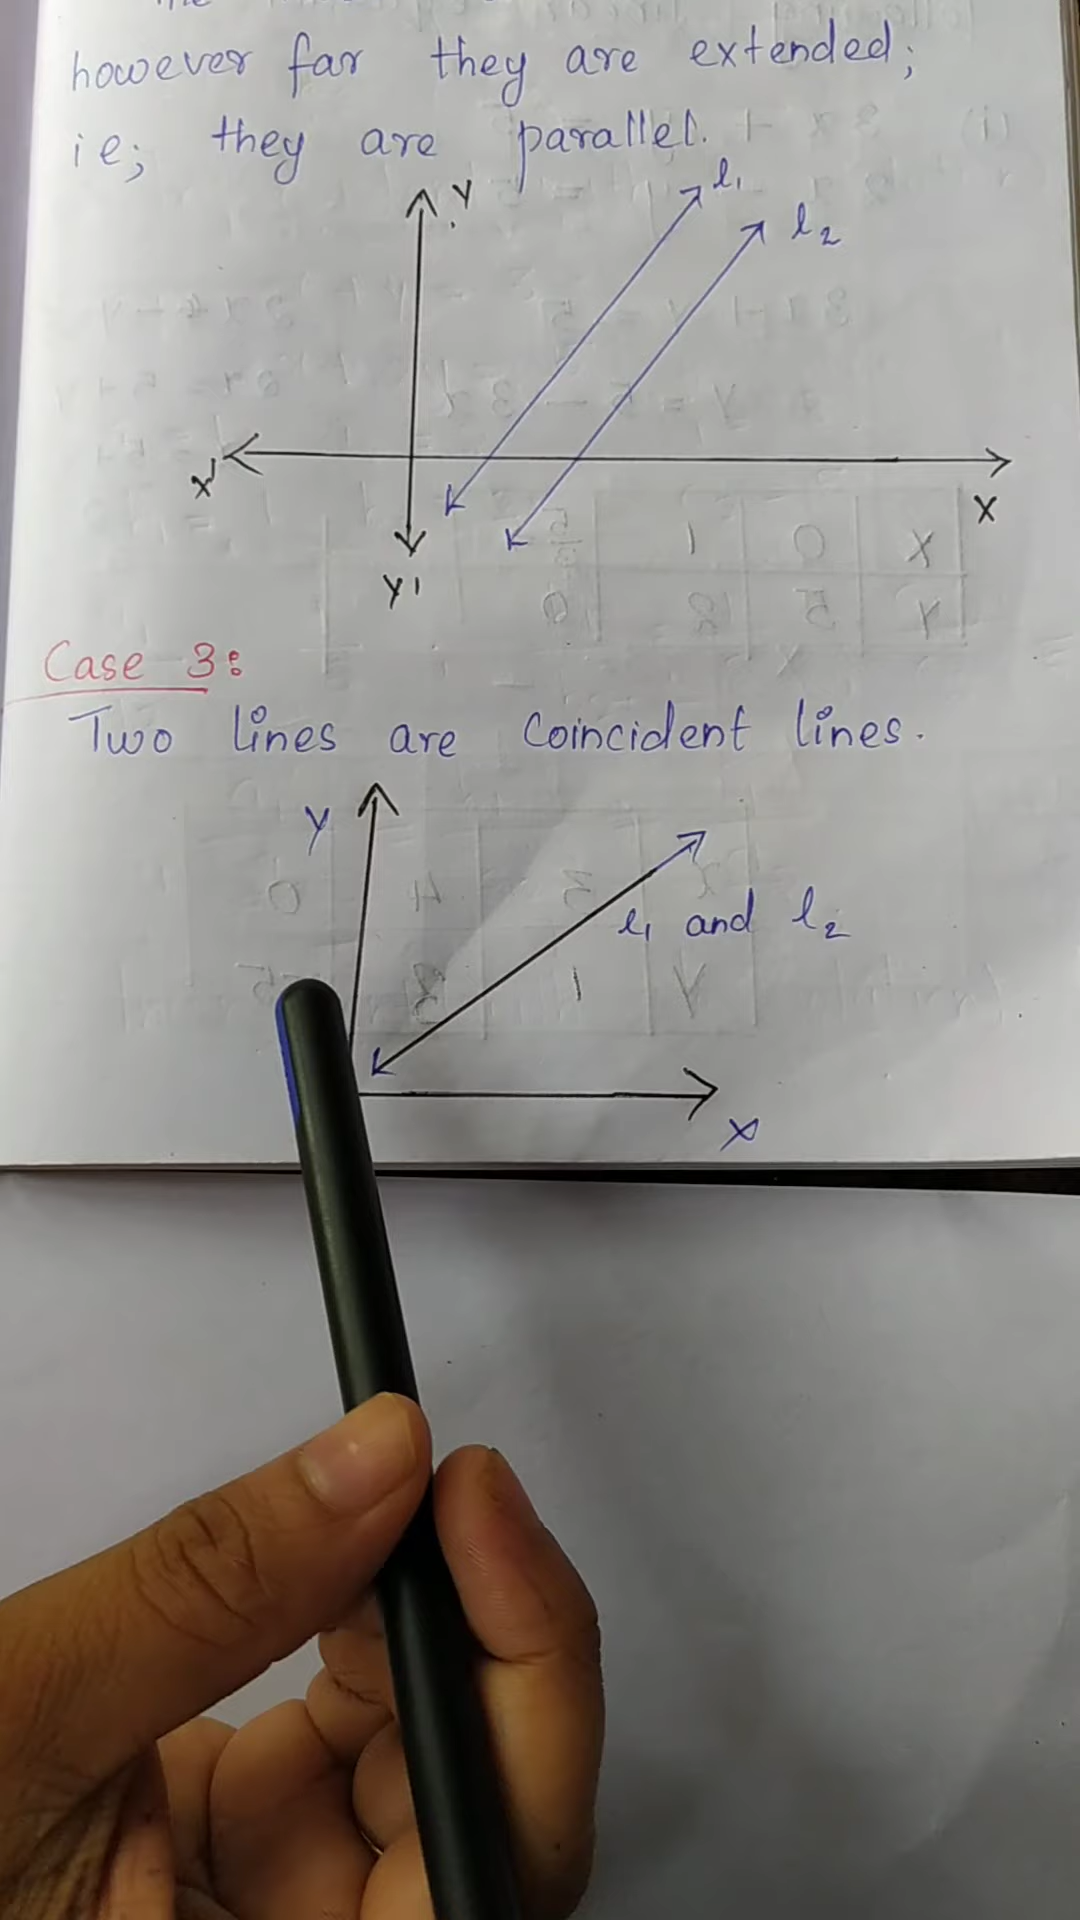 the
however far they are extended;
ie; they are parallel.
Y
l₁
l₂
X'
X
Y'
Case 3:
Two lines are Coincident lines.
Y
l₁ and l₂
X